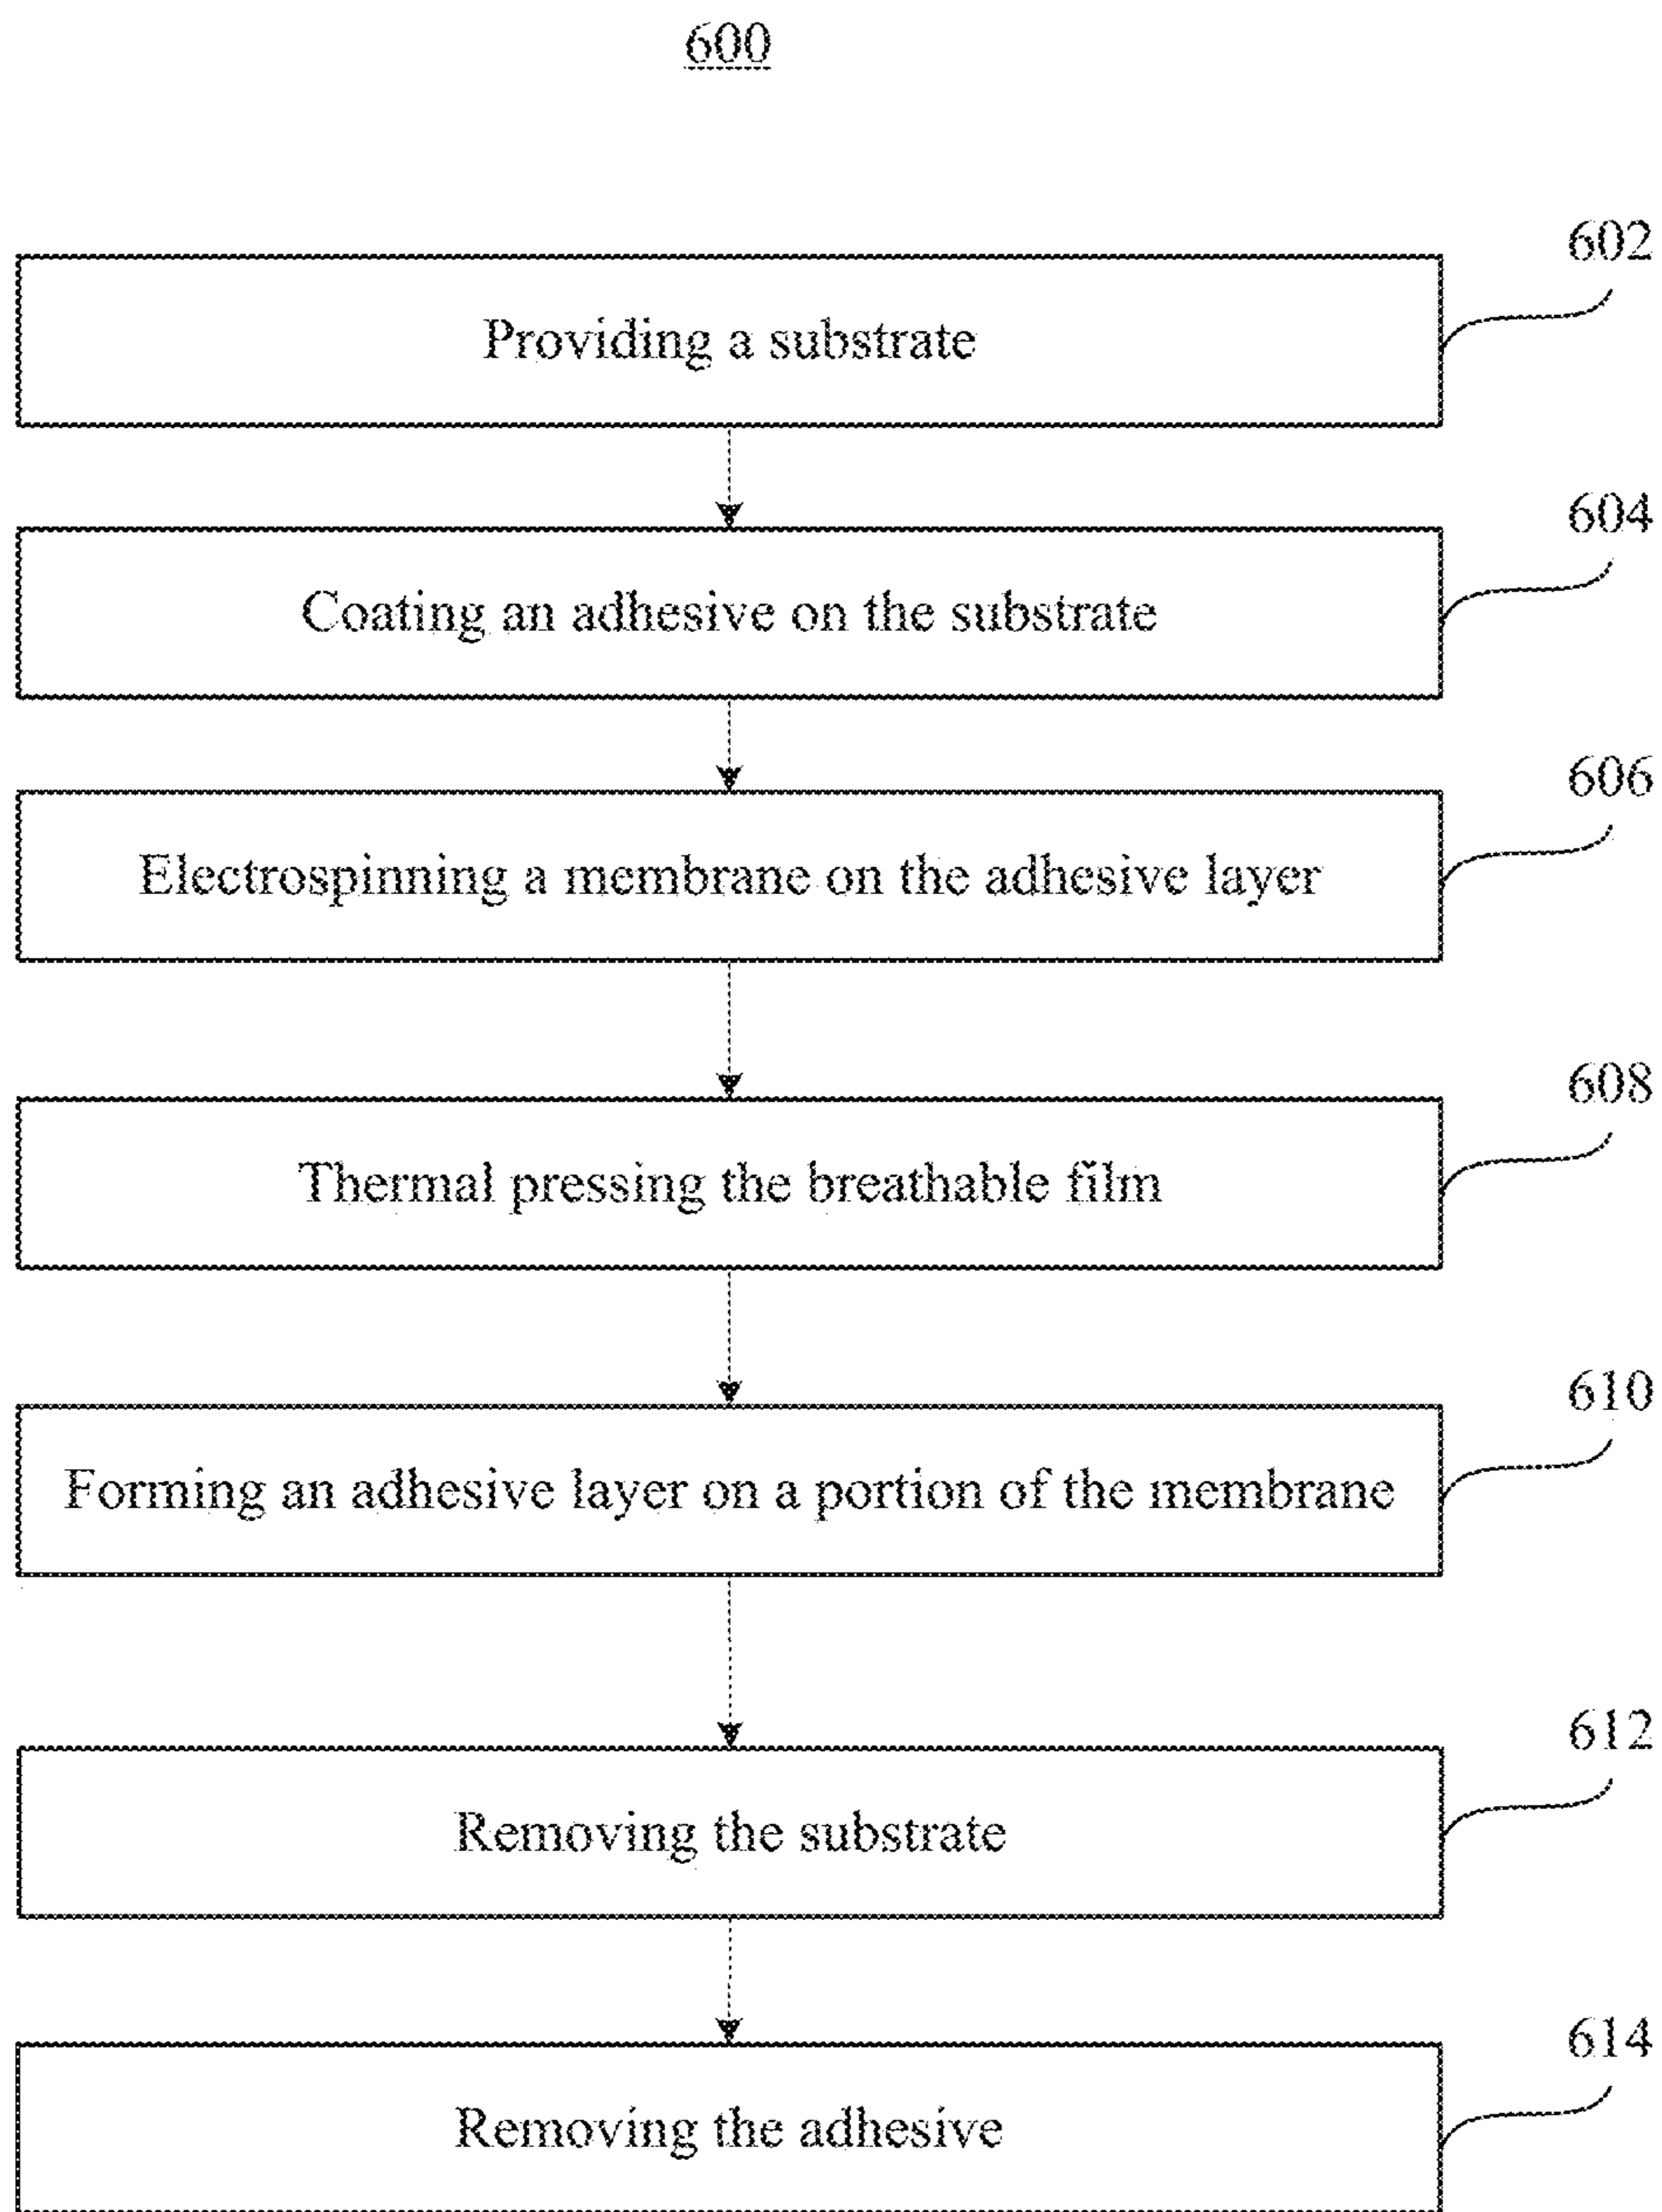 600
602
Providing a substrate
604
Coating an adhesive on the substrate
606
Electrospinning a membrane on the adhesive layer
608
Thermal pressing the breathable film
610
Forming an adhesive layer on a portion of the membrane
612
Removing the substrate
614
Removing the adhesive